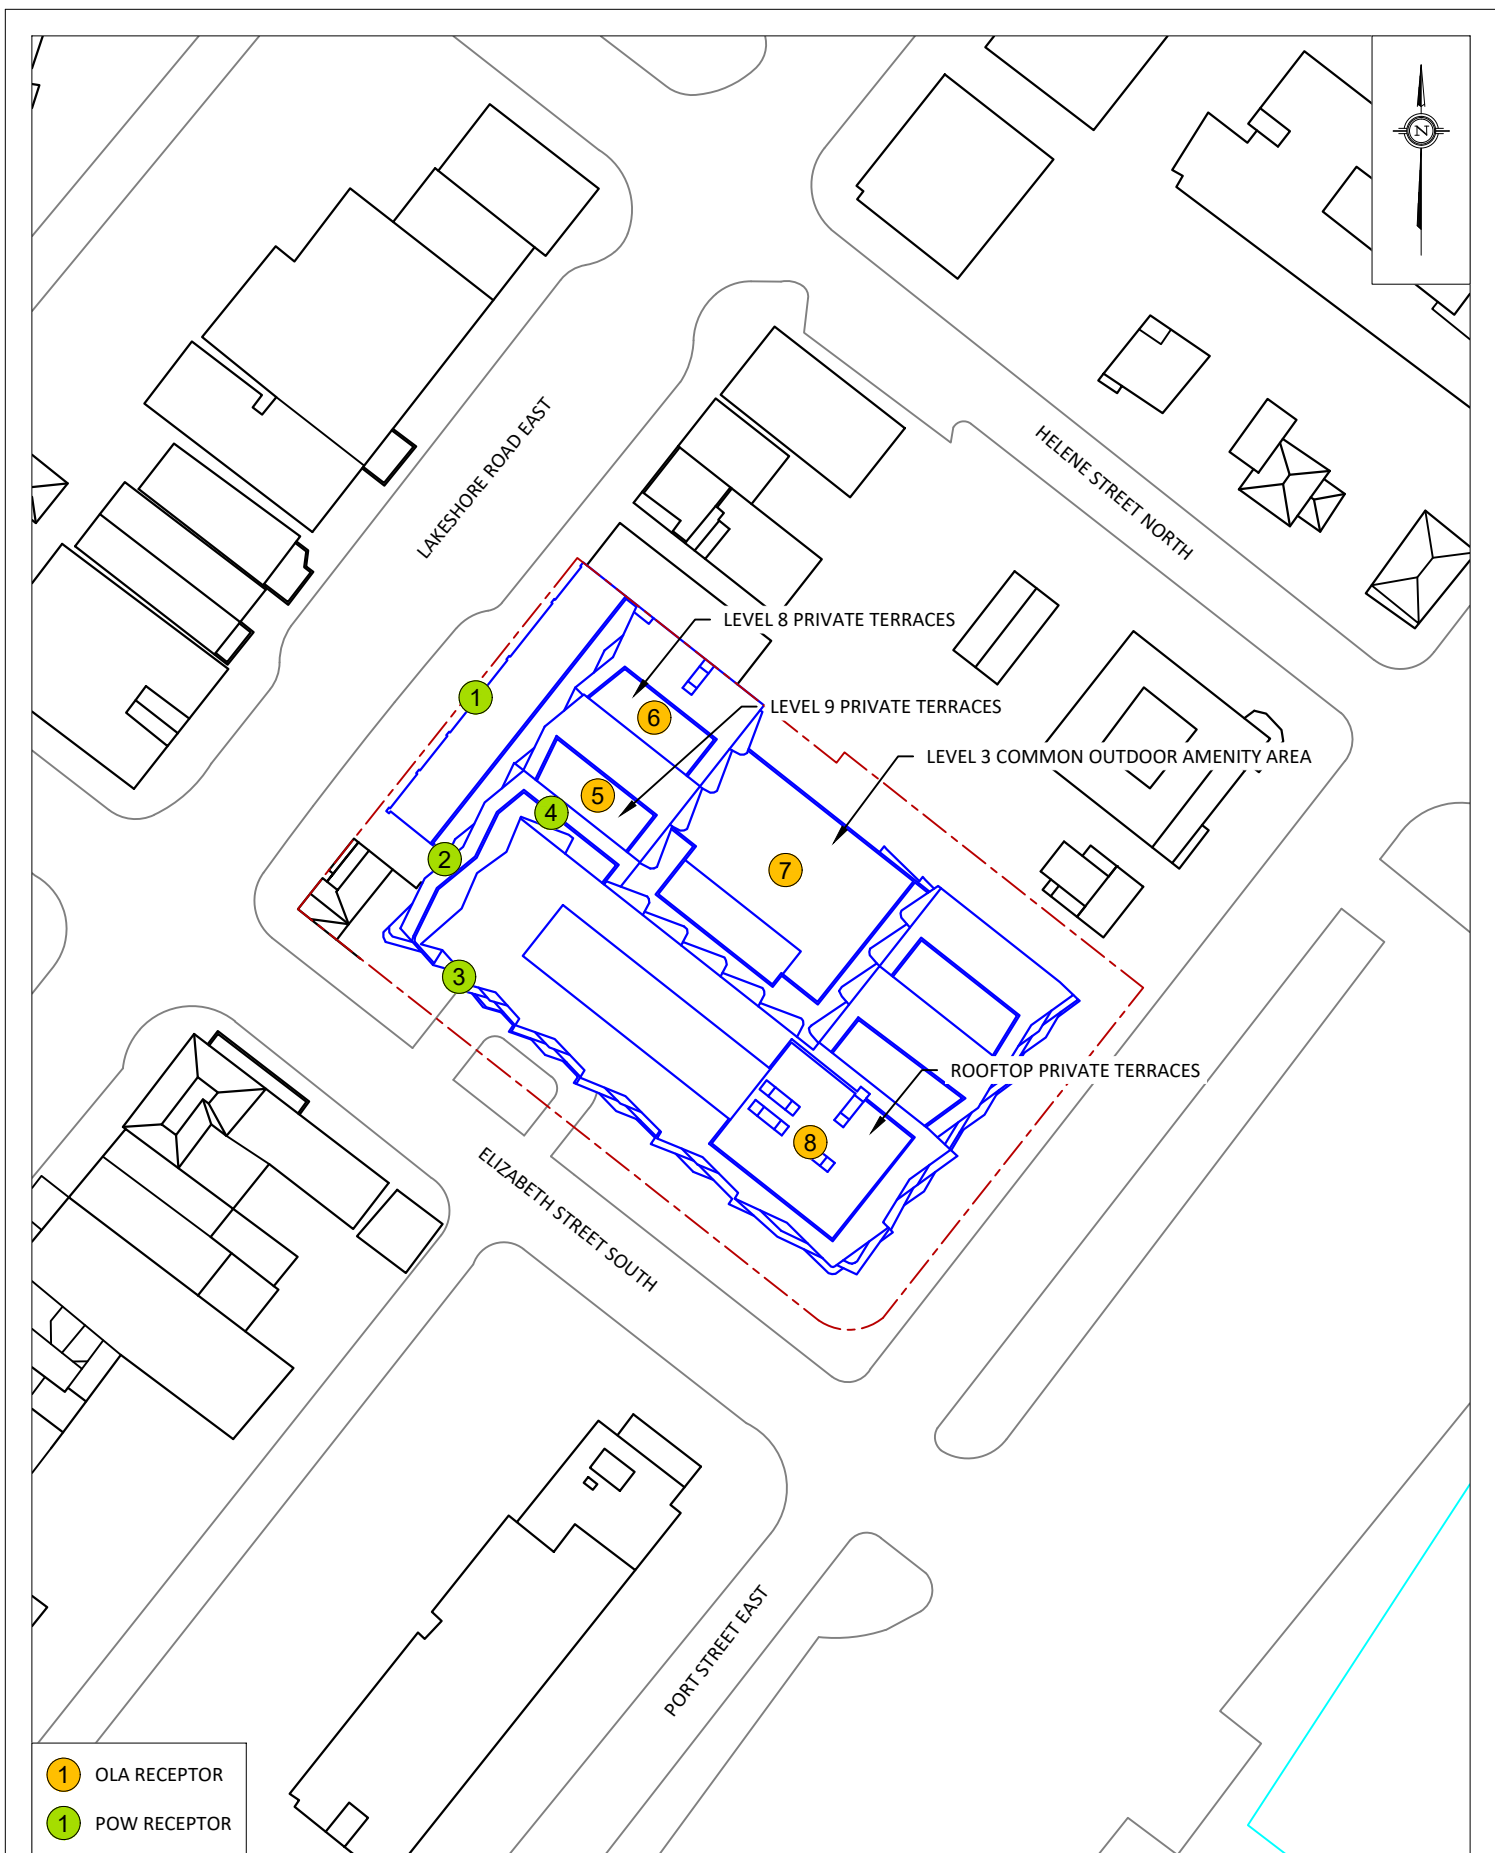 N
LAKESHORE ROAD EAST
HELENE STREET NORTH
LEVEL 8 PRIVATE TERRACES
1
6
LEVEL 9 PRIVATE TERRACES
LEVEL 3 COMMON OUTDOOR AMENITY AREA
5
4
2
7
3
ROOFTOP PRIVATE TERRACES
8
ELIZABETH STREET SOUTH
PORT STREET EAST
1 OLA RECEPTOR
1 POW RECEPTOR